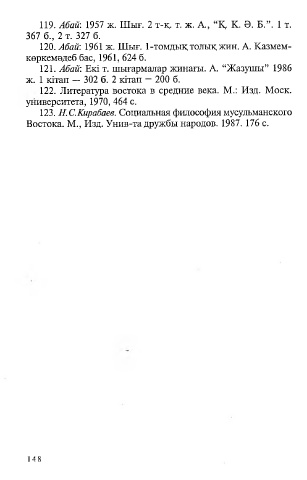 119. Абай: 1957 ж. Шығ. 2 т-қ. т. ж. А., “Қ. К. Ә. Б.”. 1 т.
367 б., 2 т. 327 б.
120. Абай: 1961 ж. Шығ. 1-томдық толық жин. А. Казмем-
көркемәдеб бас, 1961, 624 б.
121. Абай: Екі т. шығармалар жинағы. А. “Жазушы” 1986
ж. 1 кітап — 302 б. 2 кітап – 200 б.
122. Литература востока в средние века. М.: Изд. Моск.
университета, 1970, 464 с.
123. Н.С.Кирабаев. Социальная философия мусульманского
Востока. М., Изд. Унив-та дружбы народов. 1987. 176 с.
148